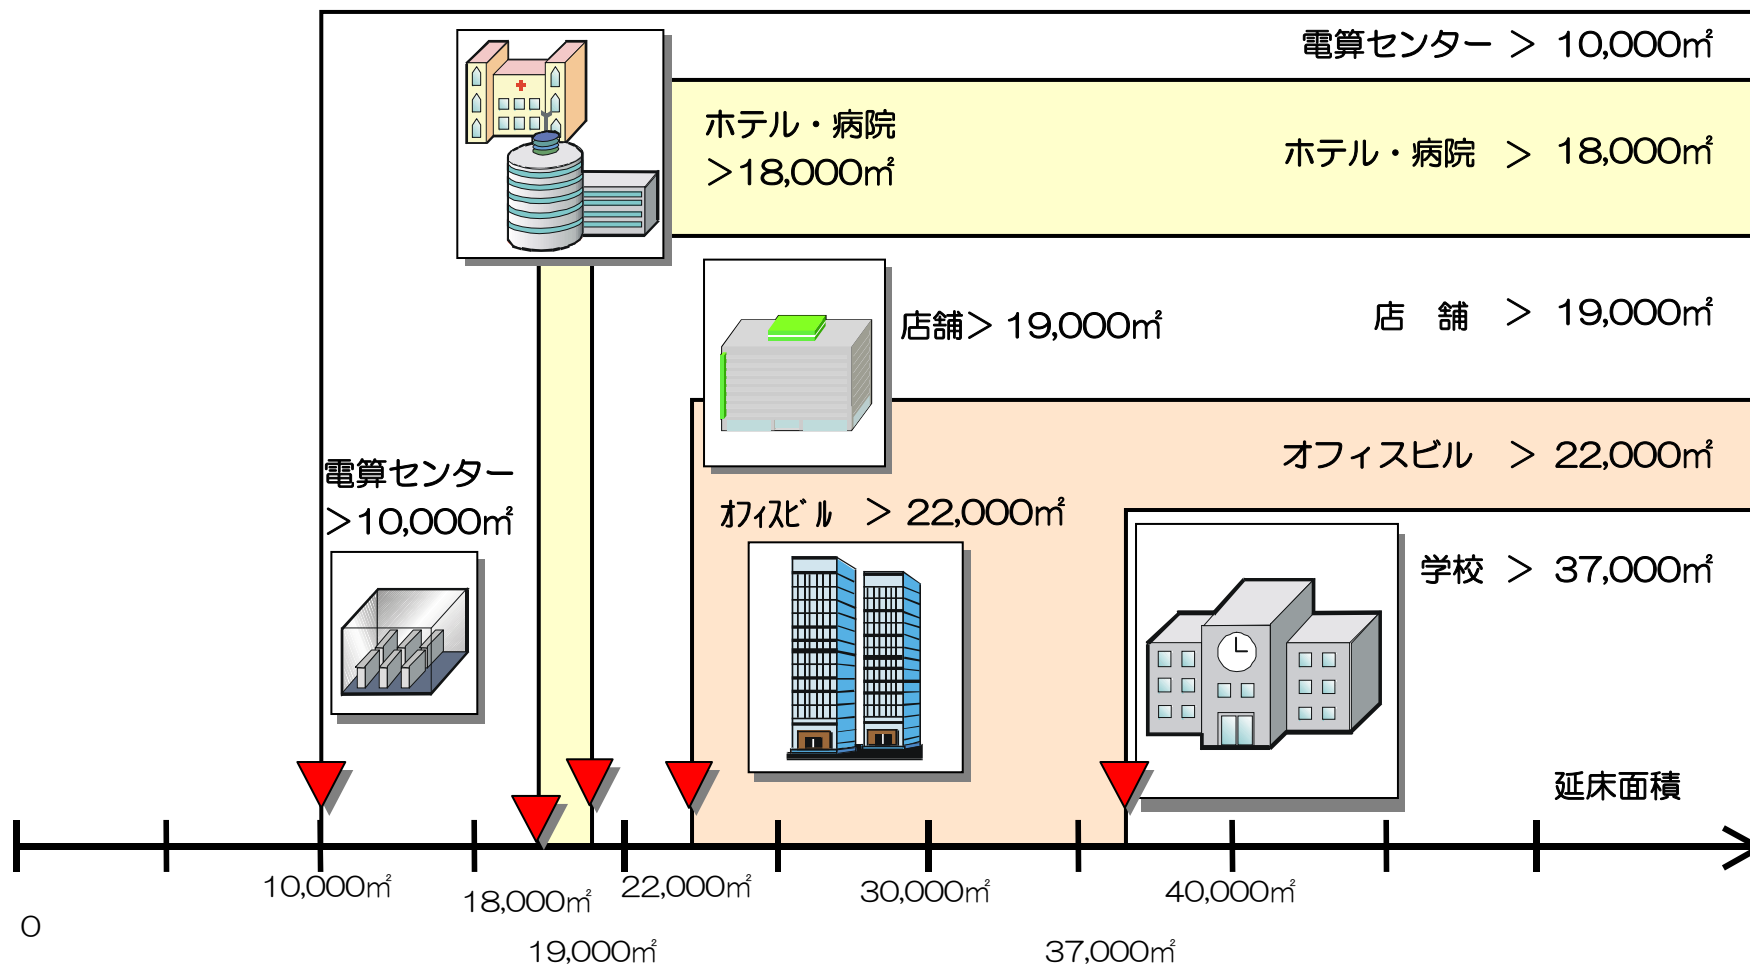 電算センター ＞ 10,000㎡
ホテル・病院
＞18,000㎡
ホテル・病院 ＞ 18,000㎡
店舗＞ 19,000㎡
店　舗 ＞ 19,000㎡
オフィスビル ＞ 22,000㎡
電算センター
＞10,000㎡
ｵﾌｨｽﾋﾞﾙ ＞ 22,000㎡
学校 ＞ 37,000㎡
延床面積
10,000㎡
18,000㎡
22,000㎡
30,000㎡
40,000㎡
0
19,000㎡
37,000㎡